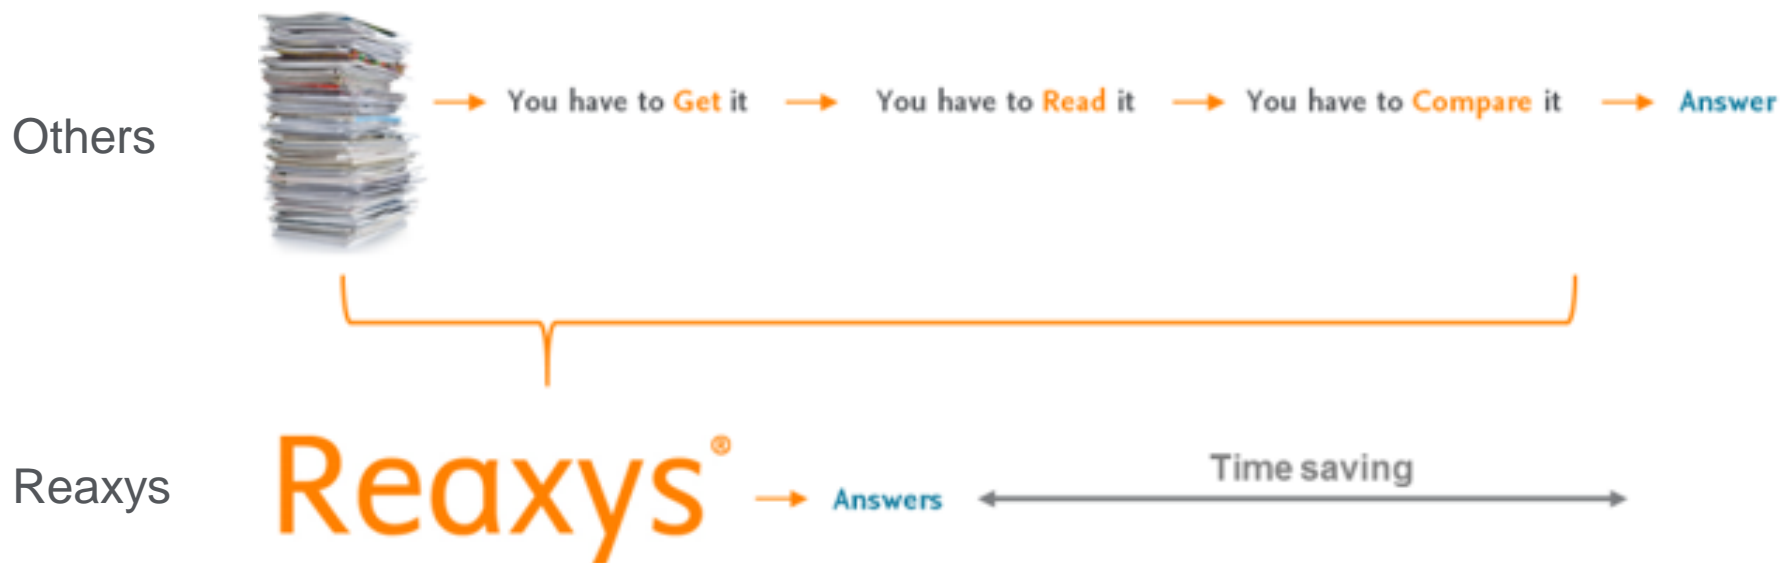 Others
You have to Get it
You have to Read it
You have to Compare it
Answer
Reaxys
Reaxys®
Answers
Time saving